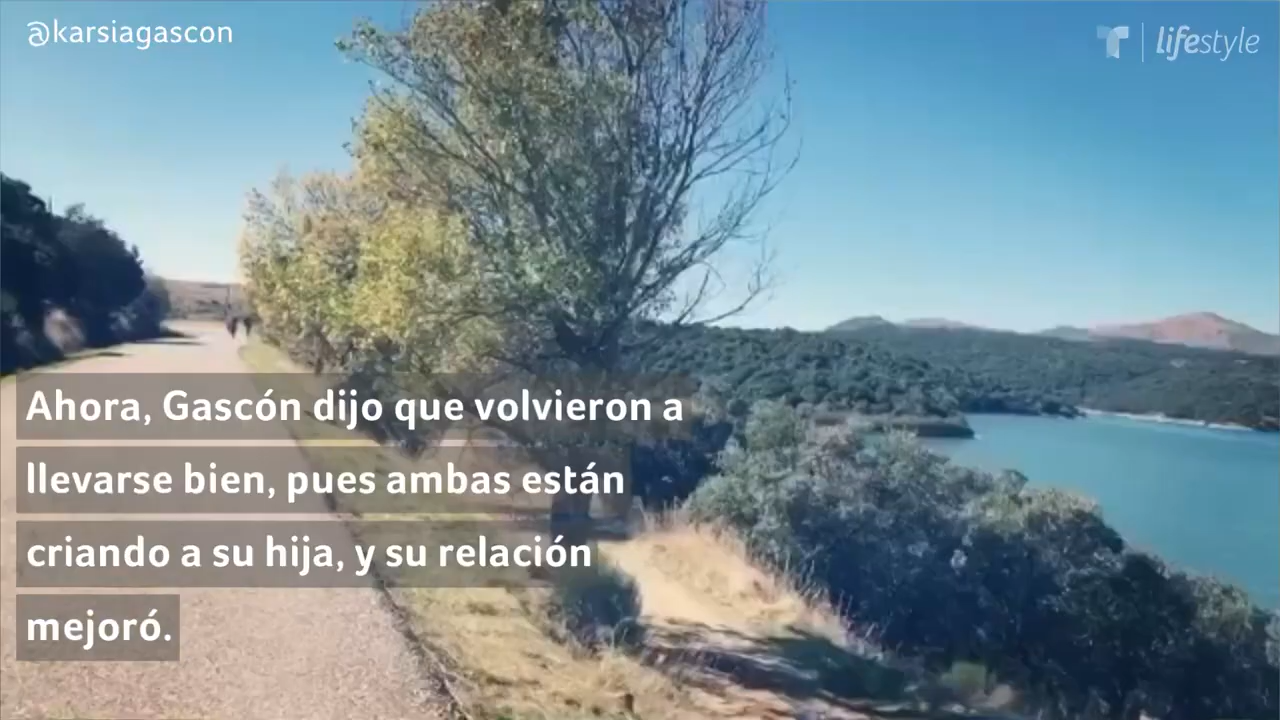 @karsiagascon
lifestyle
Ahora, Gascón dijo que volvieron a
llevarse bien, pues ambas están
criando a su hija, y su relación
mejoró.